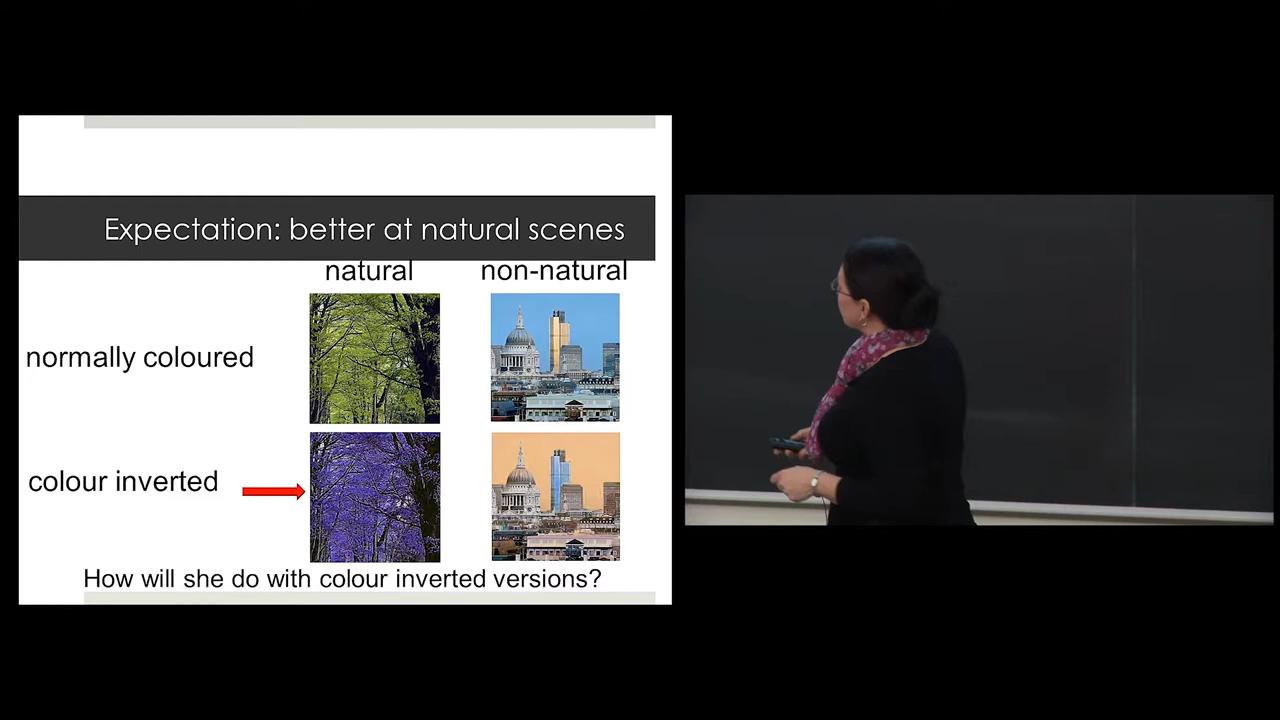 Expectation: better at natural scenes
natural non-natural
normally coloured
colour inverted
How will she do with colour inverted versions?